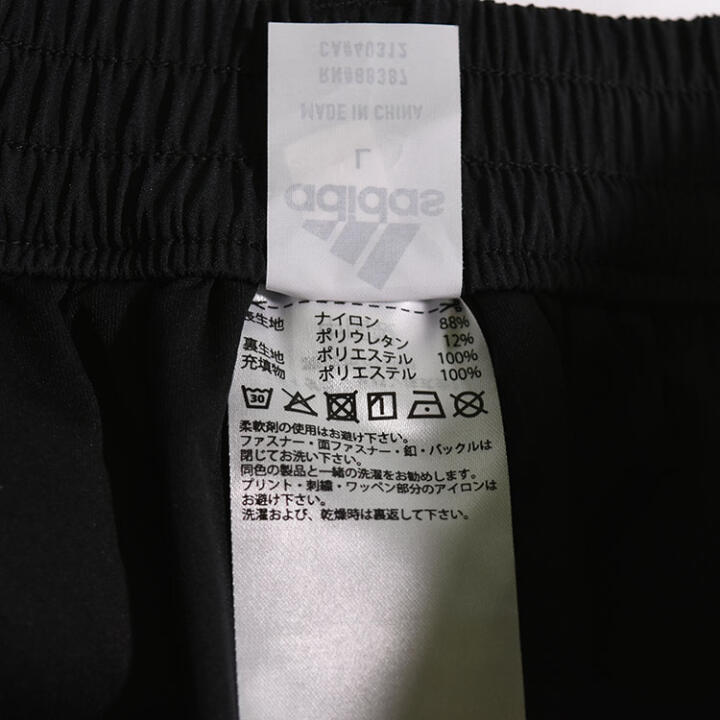 CA#40312
RN#88387
MADE IN CHINA
L
adidas
表生地 ナイロン 88%
ポリウレタン 12%
裏生地 ポリエステル 100%
充填物 ポリエステル 100%
30
柔軟剤の使用はお避け下さい。
ファスナー・面ファスナー・釦・バックルは
閉じてお洗い下さい。
同色の製品と一緒の洗濯をお勧めします。
プリント・刺繍・ワッペン部分のアイロンは
お避け下さい。
洗濯および、乾燥時は裏返して下さい。